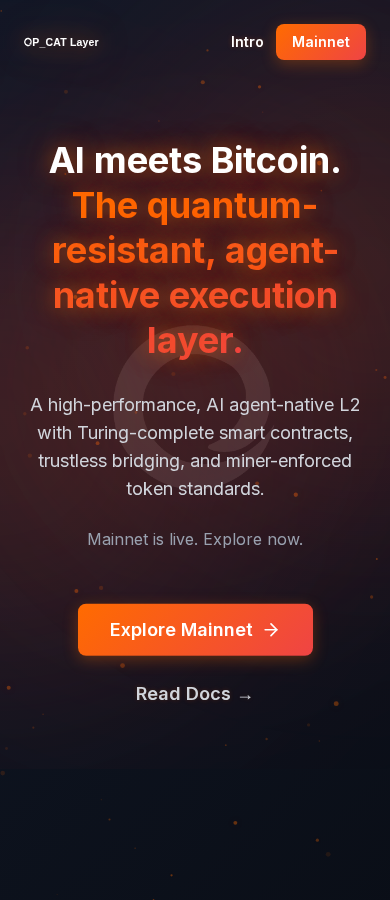 OP_CAT Layer
Intro
Mainnet
AI meets Bitcoin.
The quantum-
resistant, agent-
native execution
layer.
A high-performance, AI agent-native L2
with Turing-complete smart contracts,
trustless bridging, and miner-enforced
token standards.
Mainnet is live. Explore now.
Explore Mainnet →
Read Docs →